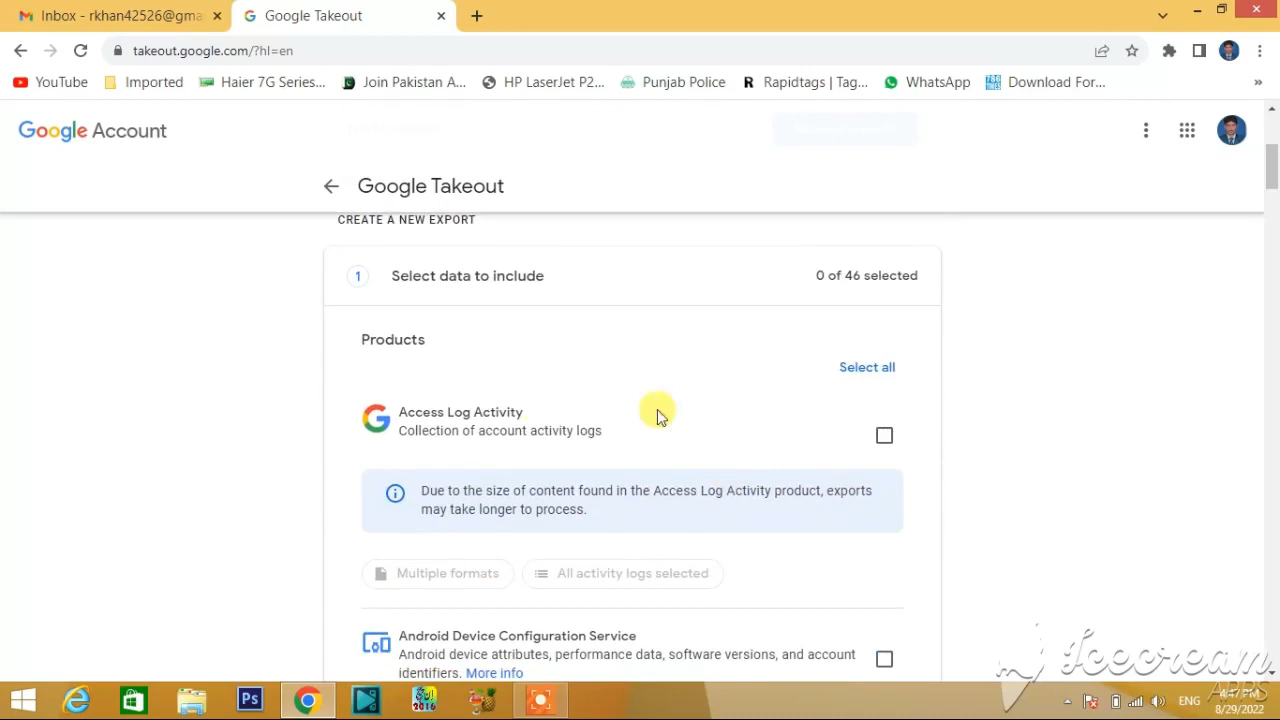 Inbox - rkhan42526@gma
Google Takeout
takeout.google.com/?hl=en
YouTube
Imported
Haier 7G Series...
Join Pakistan A...
HP LaserJet P2...
Punjab Police
R Rapidtags | Tag...
WhatsApp
Download For...
»
Google Account
Google Takeout
CREATE A NEW EXPORT
1 Select data to include 0 of 46 selected
Products
Select all
Access Log Activity
Collection of account activity logs
Due to the size of content found in the Access Log Activity product, exports
may take longer to process.
Multiple formats
All activity logs selected
Android Device Configuration Service
Android device attributes, performance data, software versions, and account
identifiers. More info
Icecream
APPS
Ps
2016
ENG
4:47 PM
8/29/2022